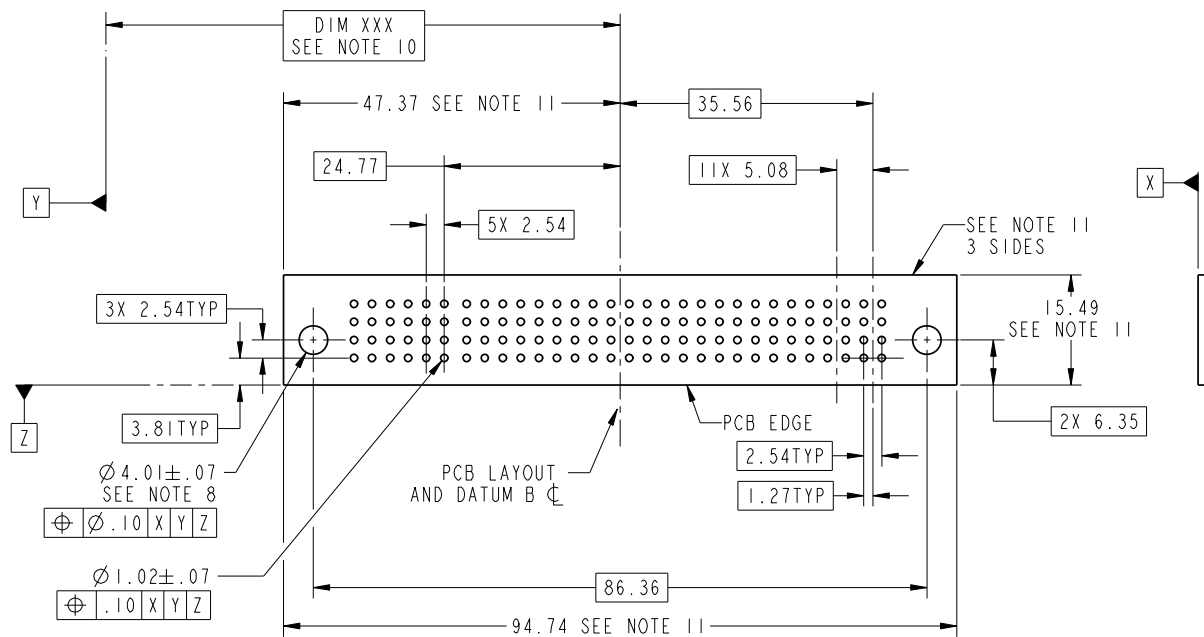 DIM XXX
SEE NOTE 10
47.37 SEE NOTE 11
35.56
24.77
11X 5.08
Y
X
5X 2.54
SEE NOTE 11
3 SIDES
3X 2.54TYP
15.49
SEE NOTE 11
3.81TYP
Z
PCB EDGE
2X 6.35
2.54TYP
1.27TYP
PCB LAYOUT
AND DATUM B ℄
Ø4.01±.07
SEE NOTE 8
⌖ Ø.10 X Y Z
Ø1.02±.07
⌖ .10 X Y Z
86.36
94.74 SEE NOTE 11